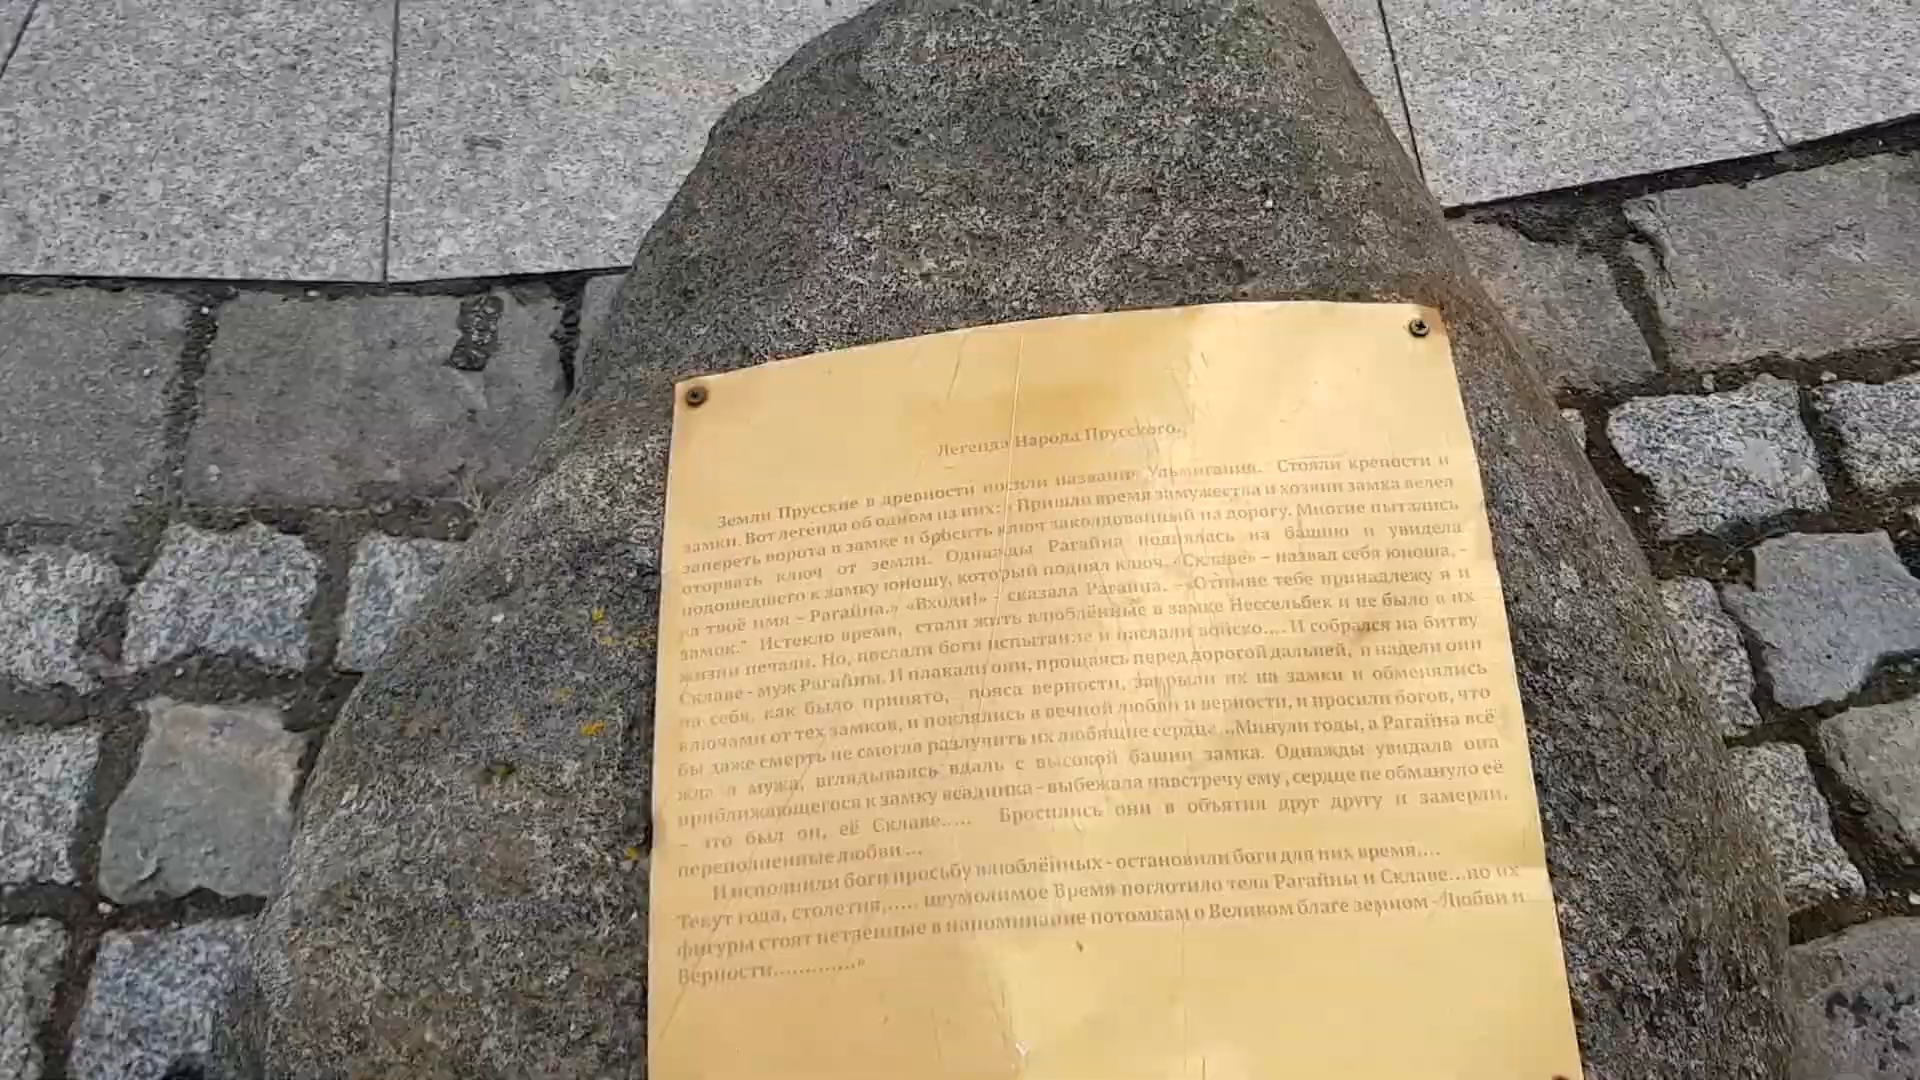 Легенда Народа Прусского.
Земли Прусские в древности носили название Ульмигания. Стояли крепости и
замки. Вот легенда об одном из них: «Пришло время замужества и хозяин замка велел
запереть ворота в замке и бросить ключ заколдованный на дорогу. Многие пытались
оторвать ключ от земли. Однажды Рагайна поднялась на башню и увидела
подошедшего к замку юношу, который поднял ключ. «Склаве» – назвал себя юноша, -
на твоё имя – Рагайна.» «Входи!» – сказала Рагайна. – «Отныне тебе принадлежу я и
замок." Истекло время, стали жить влюблённые в замке Нессельбек и не было в их
жизни печали. Но, послали боги испытание и наслали войско.... И собрался на битву
Склаве - муж Рагайны. И плакали они, прощаясь перед дорогой дальней, и надели они
на себя, как было принято, пояса верности, закрыли их на замки и обменялись
ключами от тех замков, и поклялись в вечной любви и верности, и просили богов, что
бы даже смерть не смогла разлучить их любящие сердца. ..Минули годы, а Рагайна всё
ждала мужа, вглядываясь вдаль с высокой башни замка. Однажды увидала она
приближающегося к замку всадника - выбежала навстречу ему , сердце не обмануло её
– это был он, её Склаве..... Бросились они в объятия друг другу и замерли,
переполненные любви ...
И исполнили боги просьбу влюблённых - остановили боги для них время....
Текут года, столетия,..... неумолимое Время поглотило тела Рагайны и Склаве...но их
фигуры стоят нетленные в напоминание потомкам о Великом благе земном -Любви и
Верности.............»